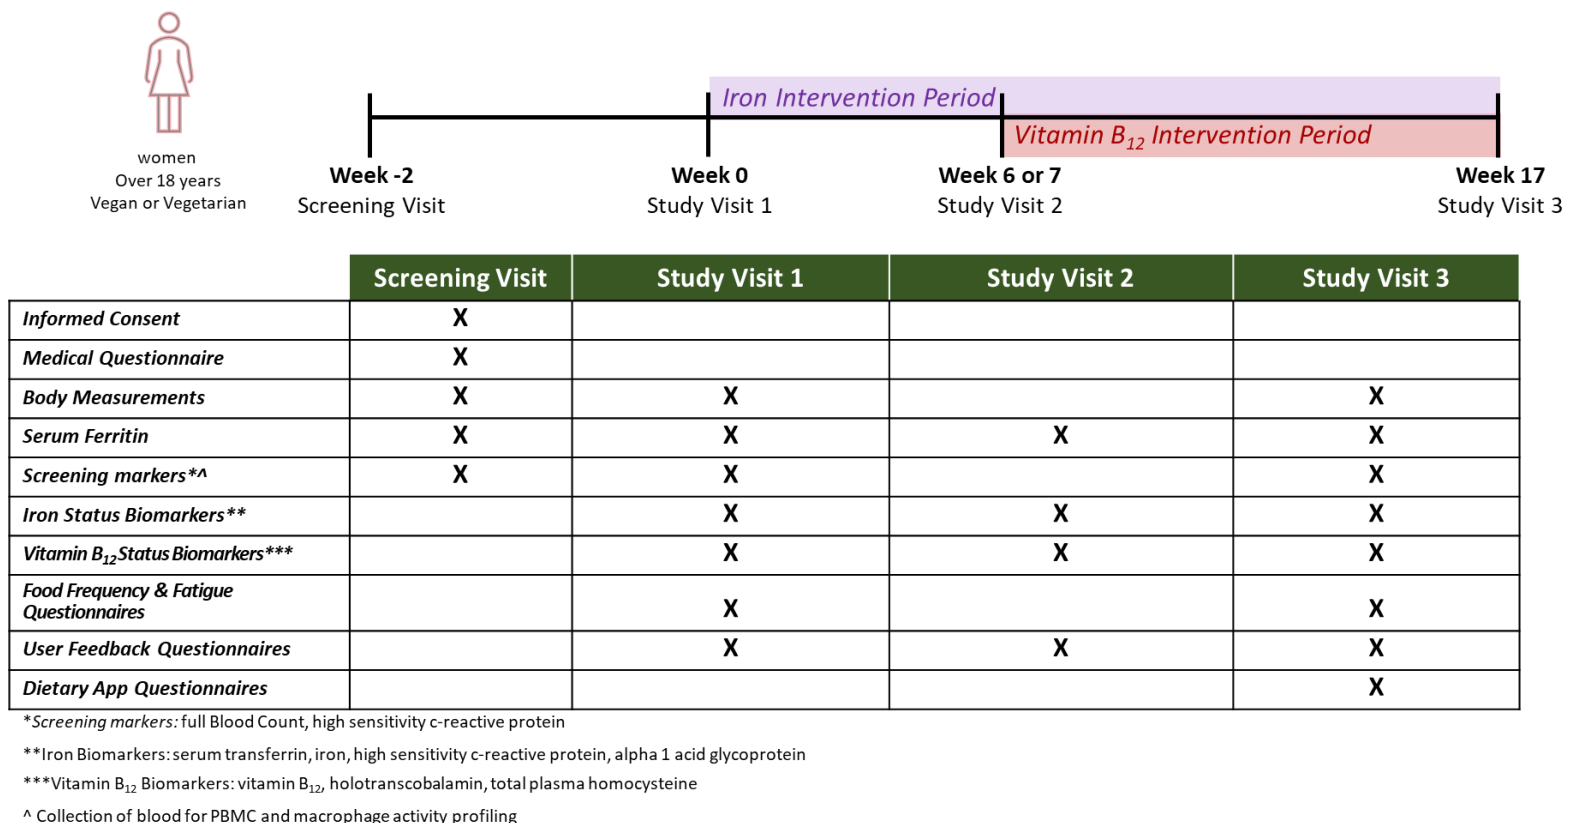 women
Over 18 years
Vegan or Vegetarian
Iron Intervention Period
Vitamin B12 Intervention Period
Week -2
Screening Visit
Week 0
Study Visit 1
Week 6 or 7
Study Visit 2
Week 17
Study Visit 3
Screening Visit Study Visit 1 Study Visit 2 Study Visit 3
Informed Consent X
Medical Questionnaire X
Body Measurements X X X
Serum Ferritin X X X X
Screening markers*^ X X X
Iron Status Biomarkers** X X X
Vitamin B12 Status Biomarkers*** X X X
Food Frequency & Fatigue
Questionnaires X X
User Feedback Questionnaires X X X
Dietary App Questionnaires X
*Screening markers: full Blood Count, high sensitivity c-reactive protein
**Iron Biomarkers: serum transferrin, iron, high sensitivity c-reactive protein, alpha 1 acid glycoprotein
***Vitamin B12 Biomarkers: vitamin B12, holotranscobalamin, total plasma homocysteine
^ Collection of blood for PBMC and macrophage activity profiling